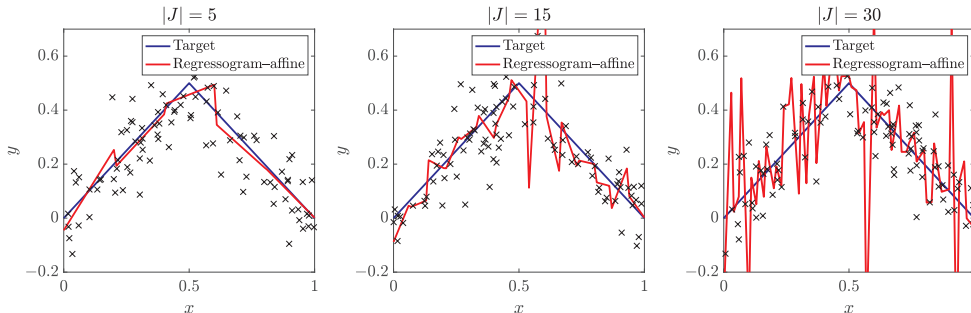 |J| = 5
0.6
0.4
0.2
0
−0.2
y
0
0.5
1
x
Target
Regressogram–affine
|J| = 15
0.6
0.4
0.2
0
−0.2
y
0
0.5
1
x
Target
Regressogram–affine
|J| = 30
0.6
0.4
0.2
0
−0.2
y
0
0.5
x
Target
Regressogram–affine